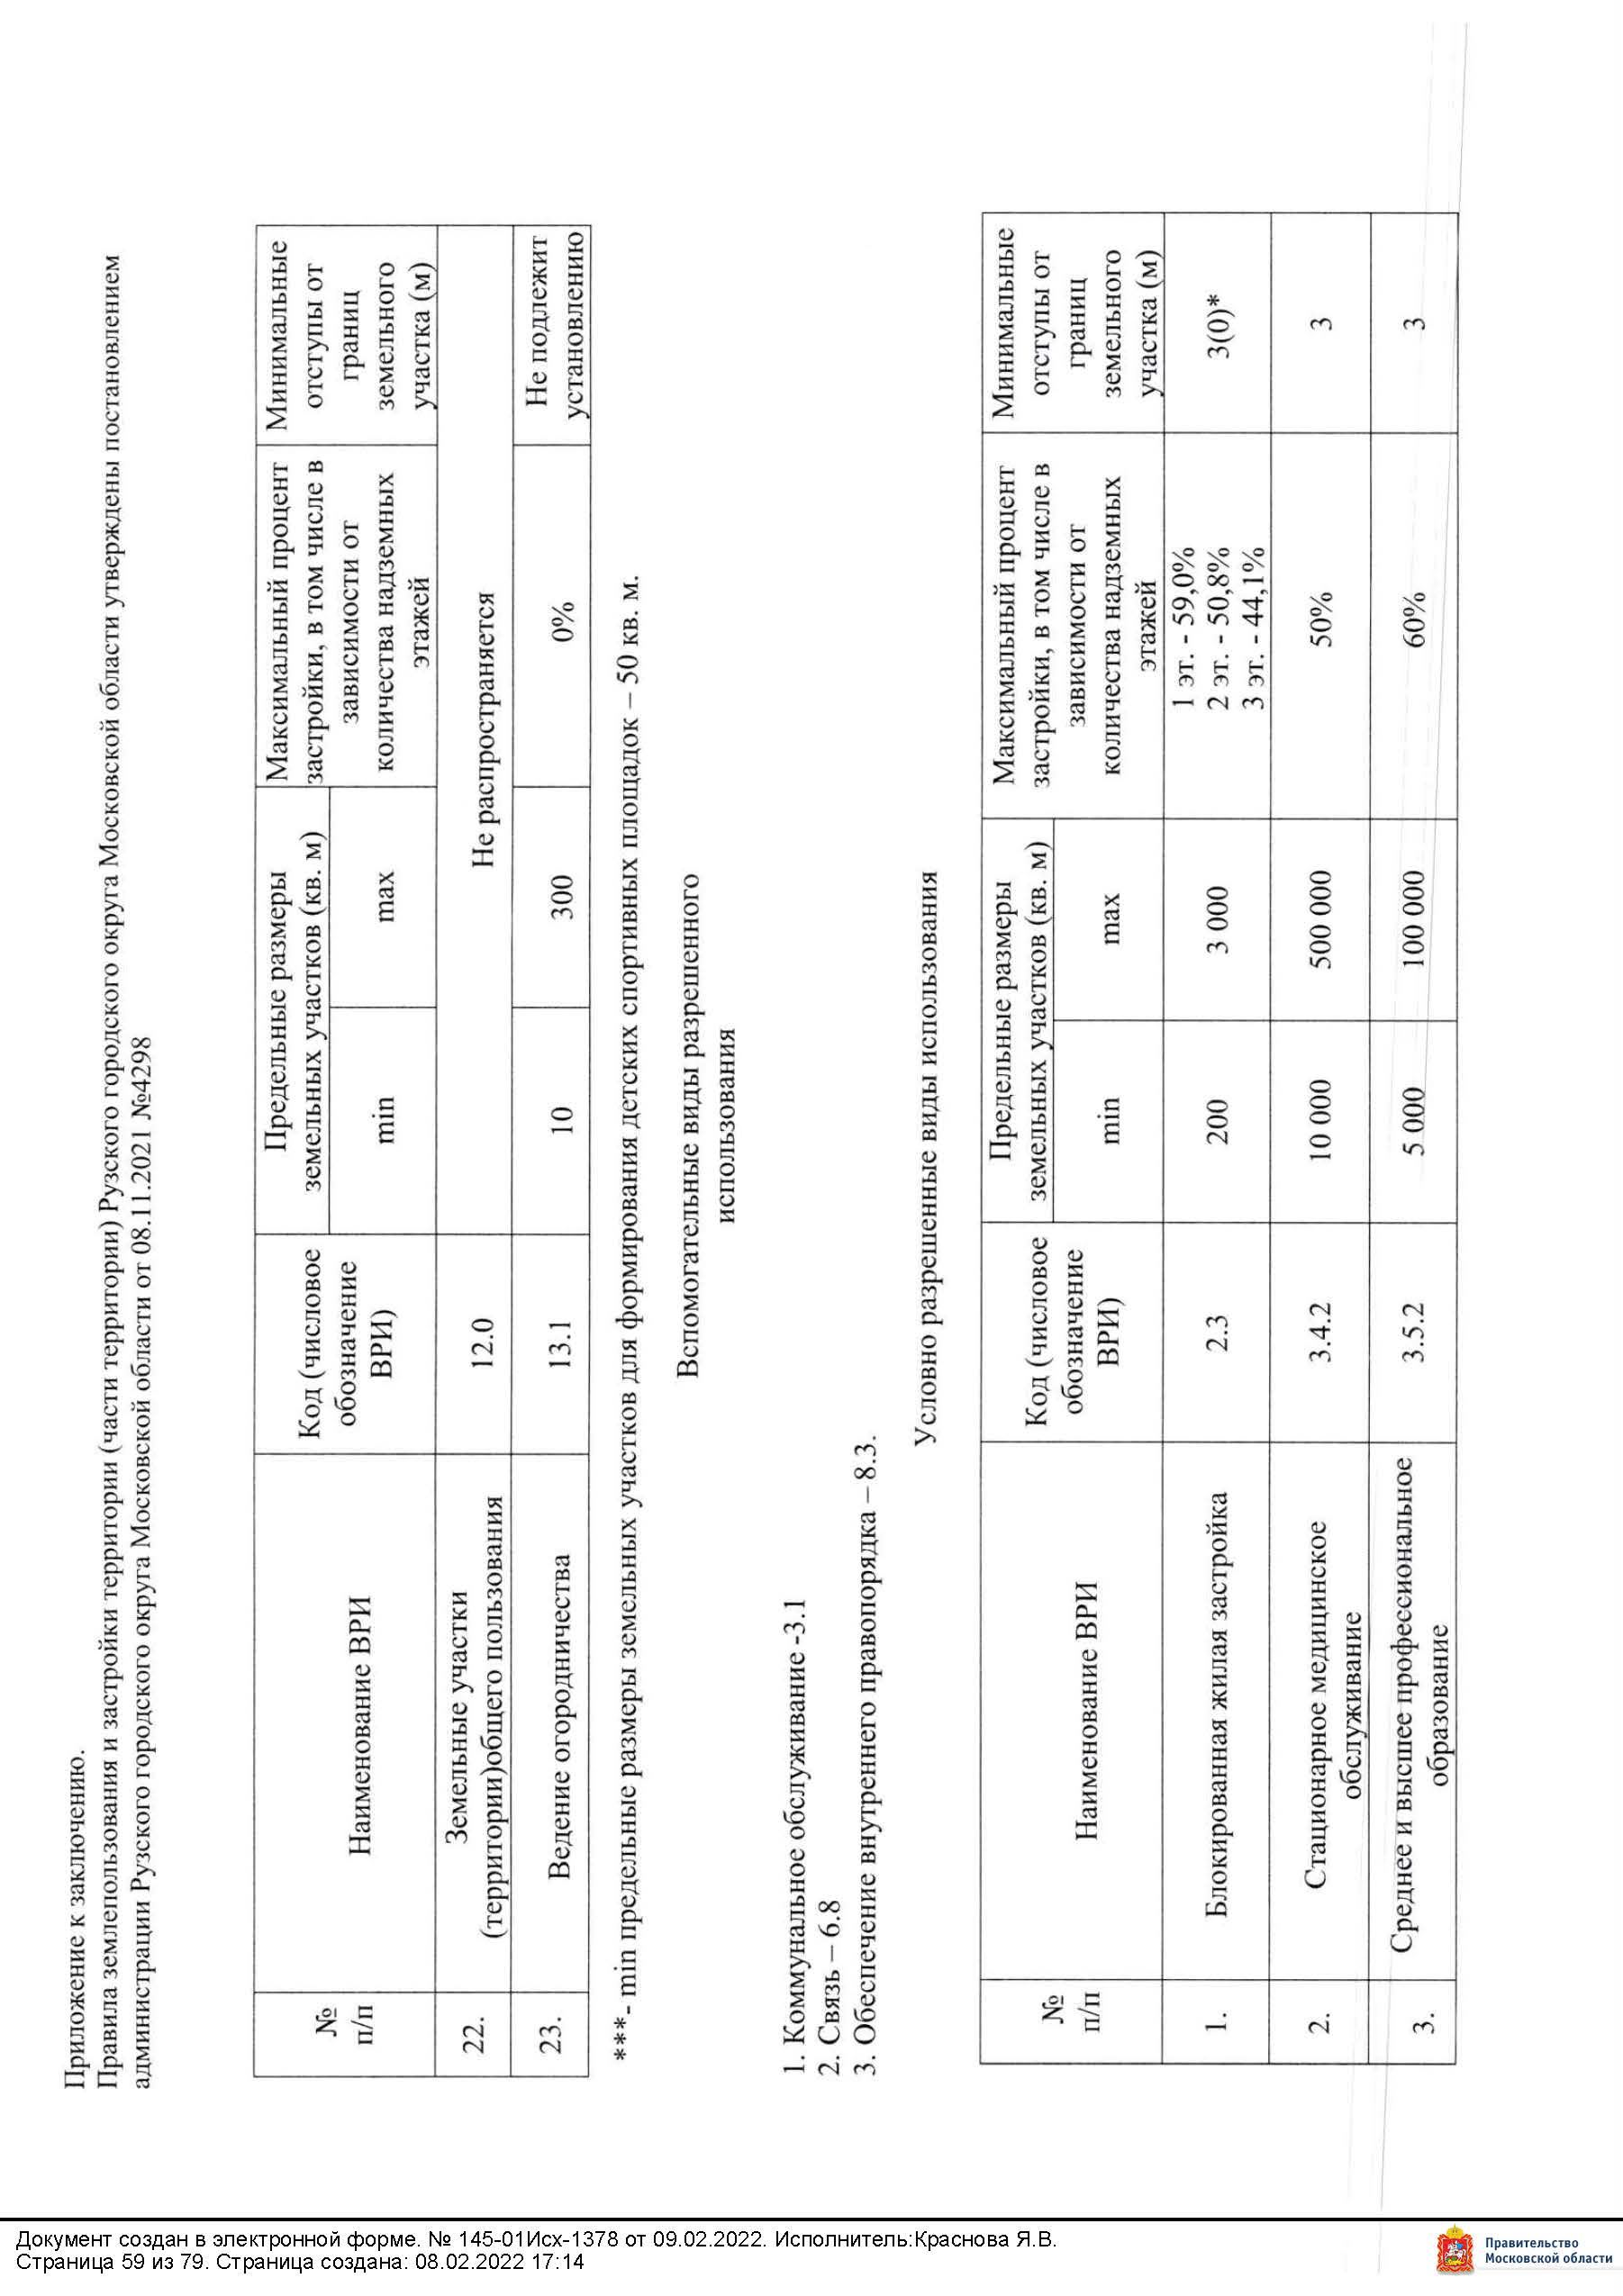 Приложение к заключению.
Правила землепользования и застройки территории (части территории) Рузского городского округа Московской области утверждены постановлением
администрации Рузского городского округа Московской области от 08.11.2021 №4298
№
п/п
Наименование ВРИ
Код (числовое
обозначение
ВРИ)
Предельные размеры
земельных участков (кв. м)
min
max
Максимальный процент
застройки, в том числе в
зависимости от
количества надземных
этажей
Минимальные
отступы от
границ
земельного
участка (м)
22.
Земельные участки
(территории)общего пользования
12.0
Не распространяется
23.
Ведение огородничества
13.1
10
300
0%
Не подлежит
установлению
***- min предельные размеры земельных участков для формирования детских спортивных площадок – 50 кв. м.
Вспомогательные виды разрешенного
использования
1. Коммунальное обслуживание -3.1
2. Связь – 6.8
3. Обеспечение внутреннего правопорядка – 8.3.
Условно разрешенные виды использования
№
п/п
Наименование ВРИ
Код (числовое
обозначение
ВРИ)
Предельные размеры
земельных участков (кв. м)
min
max
Максимальный процент
застройки, в том числе в
зависимости от
количества надземных
этажей
Минимальные
отступы от
границ
земельного
участка (м)
1.
Блокированная жилая застройка
2.3
200
3 000
1 эт. - 59,0%
2 эт. - 50,8%
3 эт. - 44,1%
3(0)*
2.
Стационарное медицинское
обслуживание
3.4.2
10 000
500 000
50%
3
3.
Среднее и высшее профессиональное
образование
3.5.2
5 000
100 000
60%
3
Документ создан в электронной форме. № 145-01Исх-1378 от 09.02.2022. Исполнитель:Краснова Я.В.
Страница 59 из 79. Страница создана: 08.02.2022 17:14
Правительство
Московской области